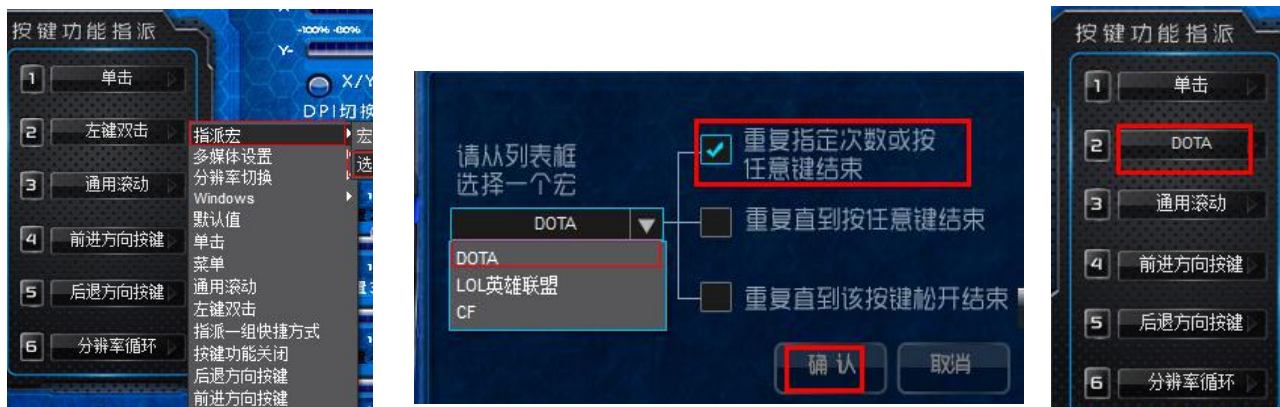 按键功能指派
1 单击
2 左键双击
3 通用滚动
4 前进方向按键
5 后退方向按键
6 分辨率循环
-100% -80%
Y-
X/Y
DPI切换
指派宏
多媒体设置
分辨率切换
Windows
默认值
单击
菜单
通用滚动
左键双击
指派一组快捷方式
按键功能关闭
后退方向按键
前进方向按键
宏
选
请从列表框
选择一个宏
DOTA
DOTA
LOL英雄联盟
CF
重复指定次数或按
任意键结束
重复直到按任意键结束
重复直到该按键松开结束
确认
取消
按键功能指派
1 单击
2 DOTA
3 通用滚动
4 前进方向按键
5 后退方向按键
6 分辨率循环